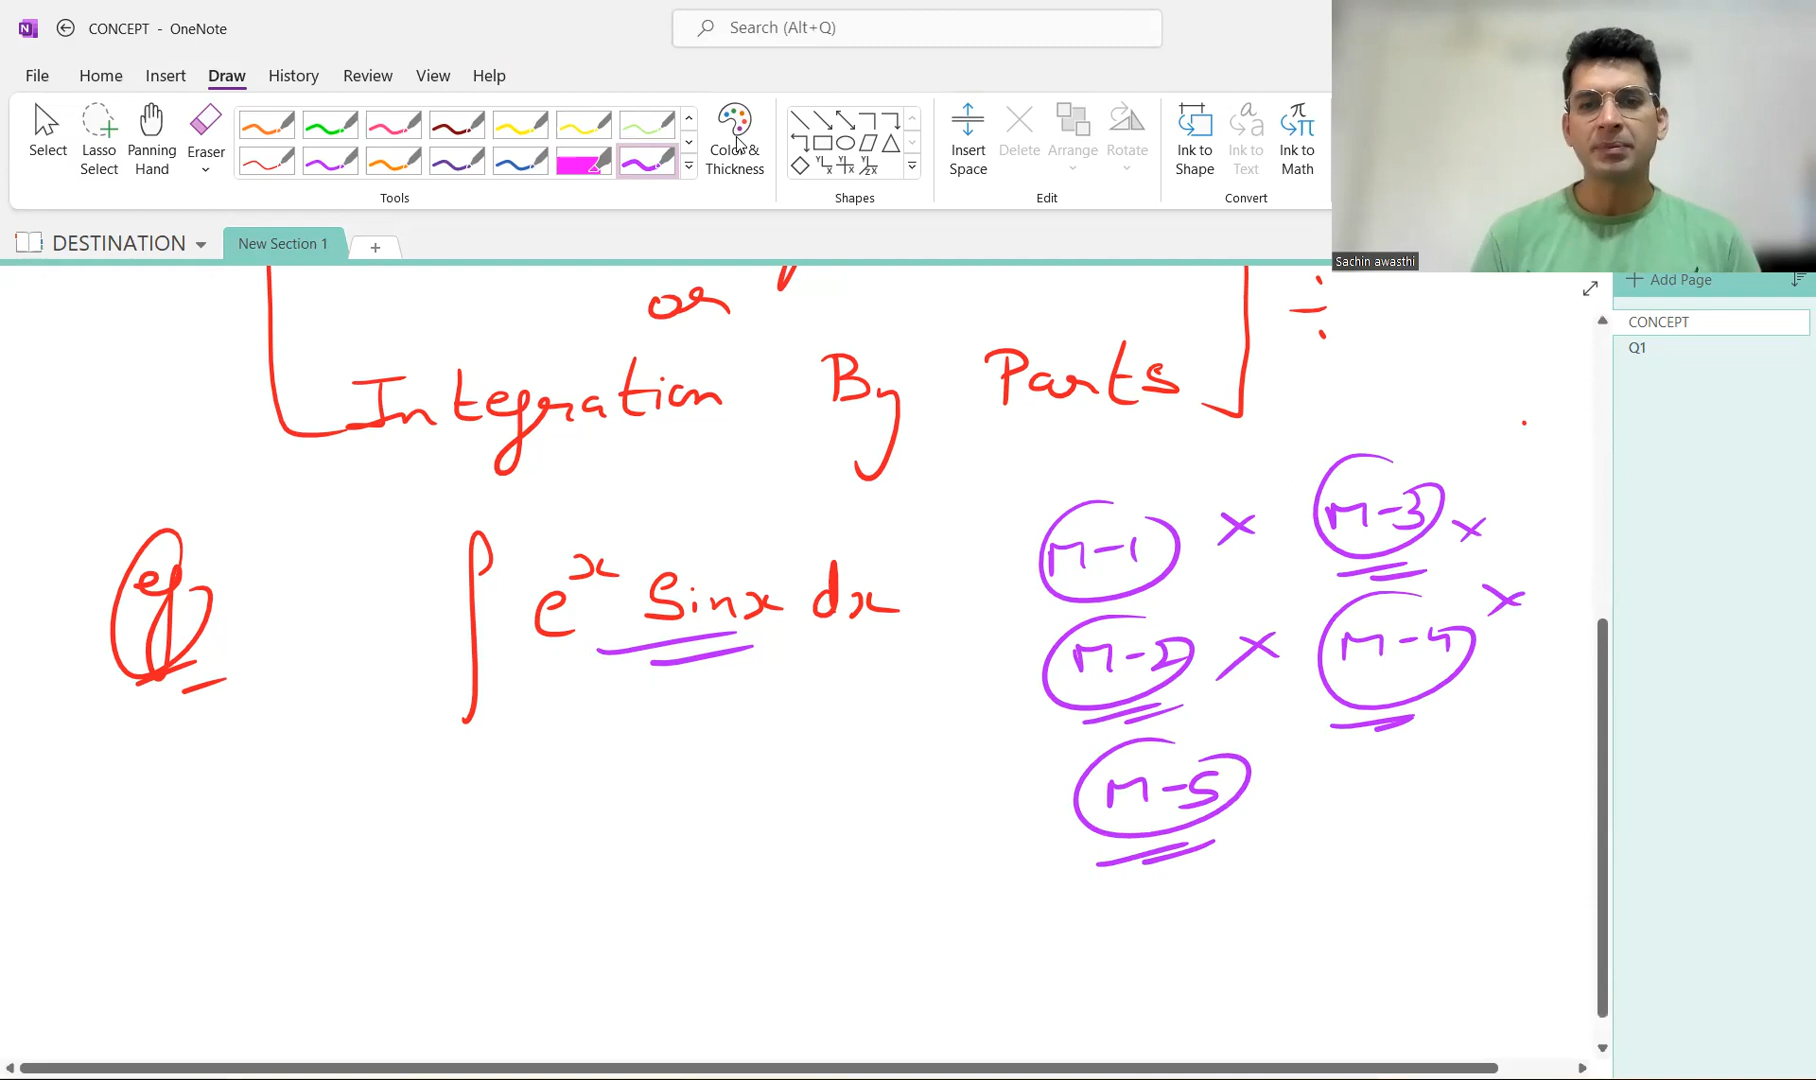 CONCEPT - OneNote
Search (Alt+Q)
File Home Insert Draw History Review View Help
Select
Lasso Select
Panning Hand
Eraser
Color & Thickness
Insert Space
Delete
Arrange
Rotate
Ink to Shape
Ink to Text
Ink to Math
Tools
Shapes
Edit
Convert
DESTINATION
New Section 1
Sachin awasthi
Add Page
CONCEPT
Q1
or
Integration By Parts ÷
eg
∫ e^x sinx dx
M-1 × M-3 ×
M-2 × M-4 ×
M-5